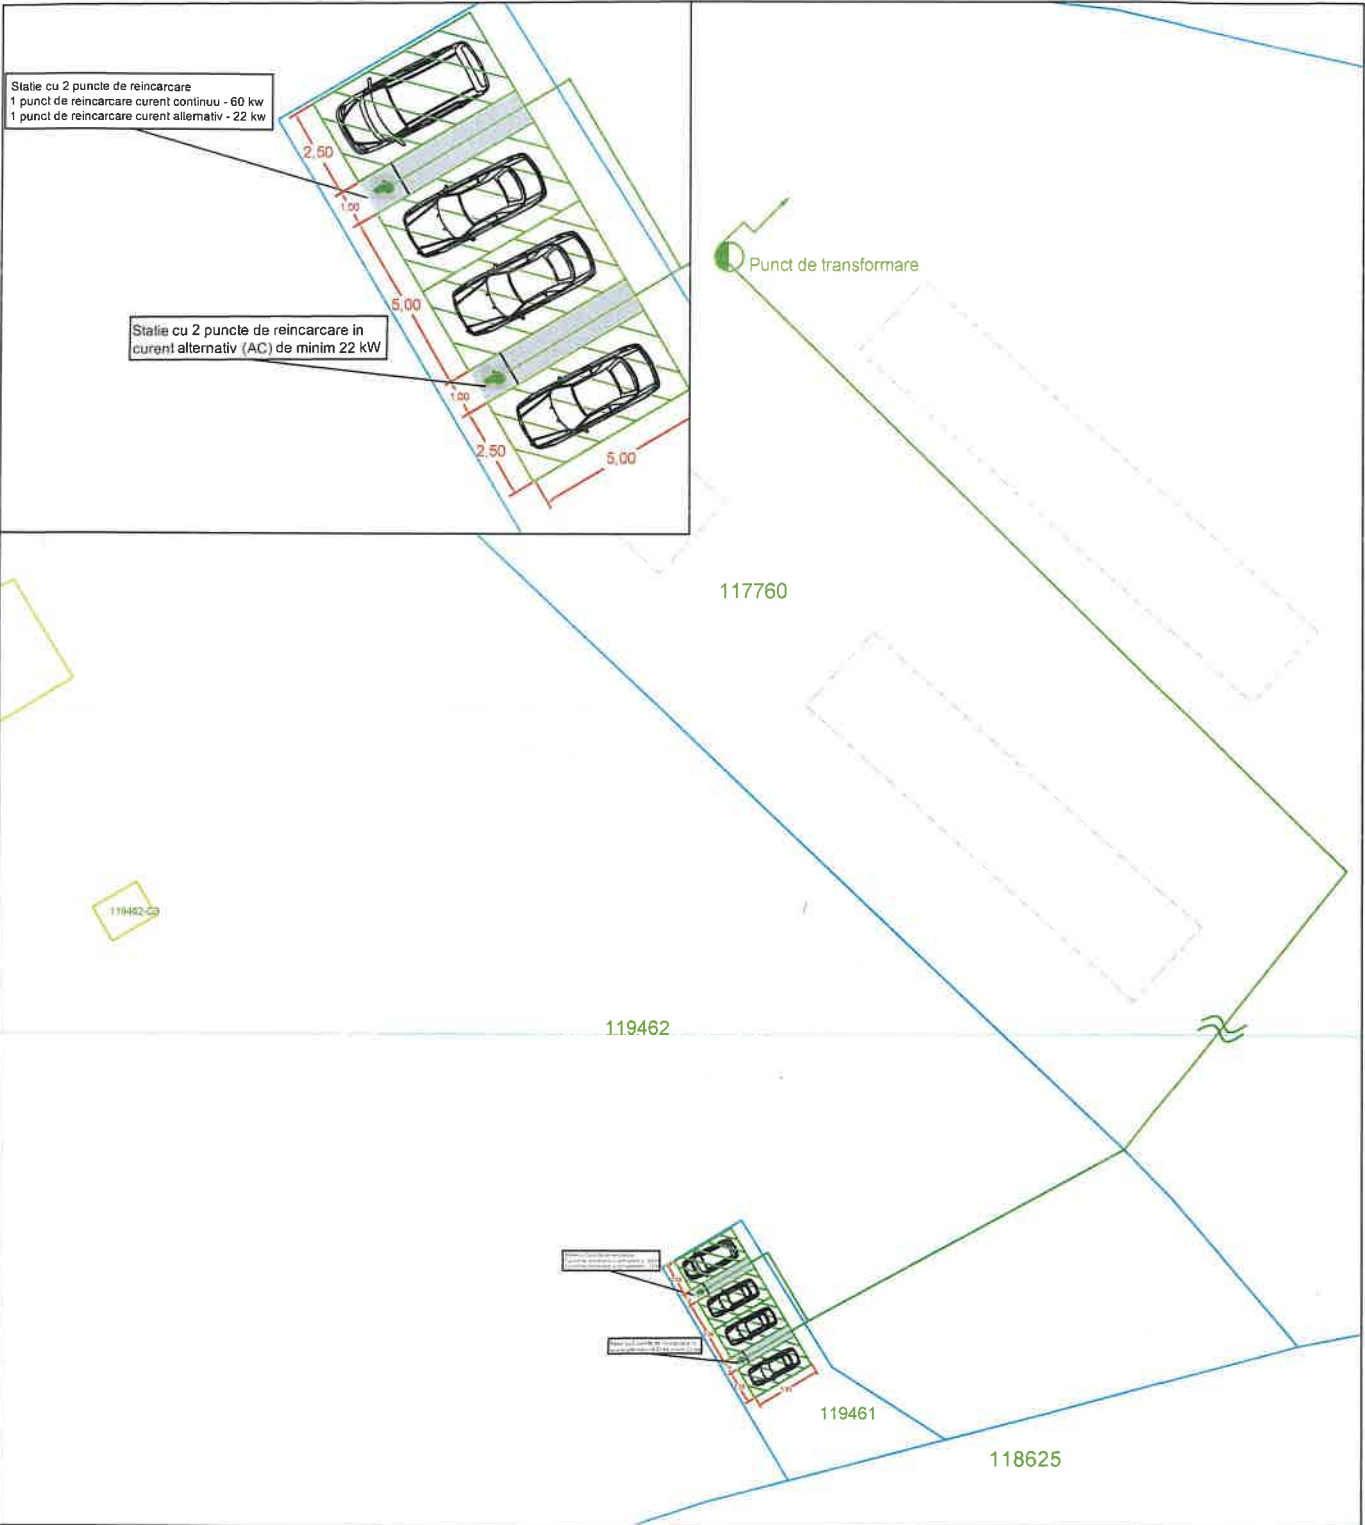 Statie cu 2 puncte de reincarcare
1 punct de reincarcare curent continuu - 60 kw
1 punct de reincarcare curent alternativ - 22 kw
2,50
1,00
Punct de transformare
5,00
Statie cu 2 puncte de reincarcare in
curent alternativ (AC) de minim 22 kW
1,00
2,50
5,00
117760
119462
119461
118625